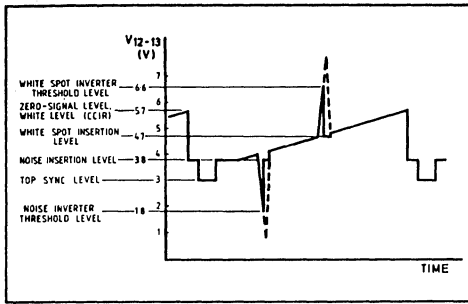 V12-13
(V)
7
WHITE SPOT INVERTER
THRESHOLD LEVEL
6.6
6
ZERO-SIGNAL LEVEL,
WHITE LEVEL (CCIR)
5.7
5
WHITE SPOT INSERTION
LEVEL
4.7
4
NOISE INSERTION LEVEL
3.8
TOP SYNC LEVEL
3
2
NOISE INVERTER
THRESHOLD LEVEL
1.8
1
TIME